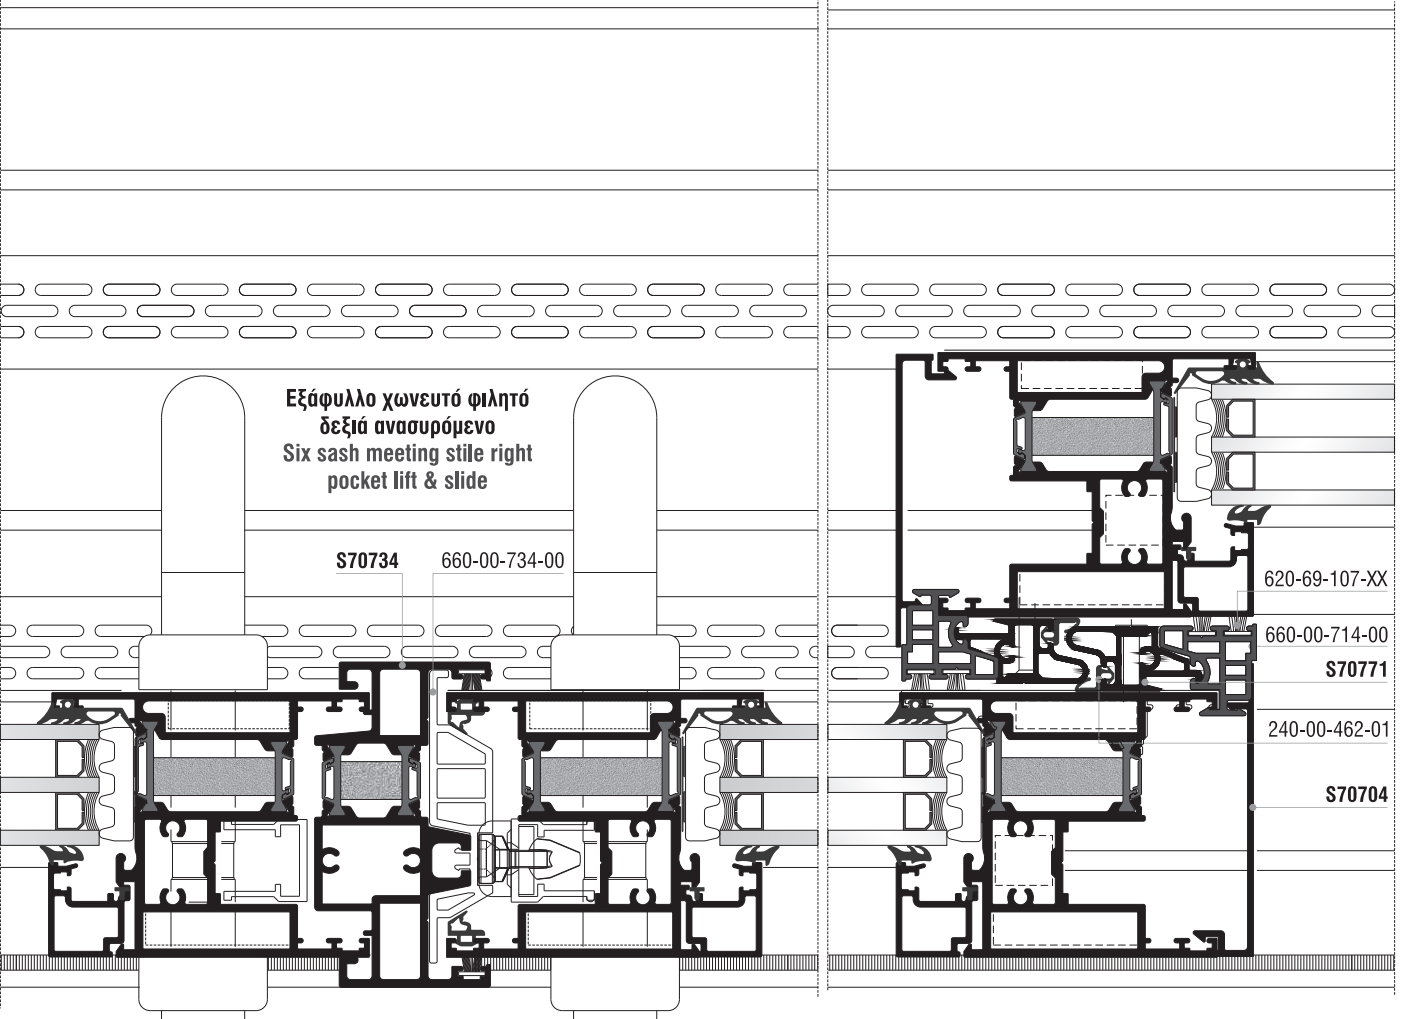 Εξάφυλλο χωνευτό φιλητό
δεξιά ανασυρόμενο
Six sash meeting stile right
pocket lift & slide
S70734
660-00-734-00
620-69-107-XX
660-00-714-00
S70771
240-00-462-01
S70704